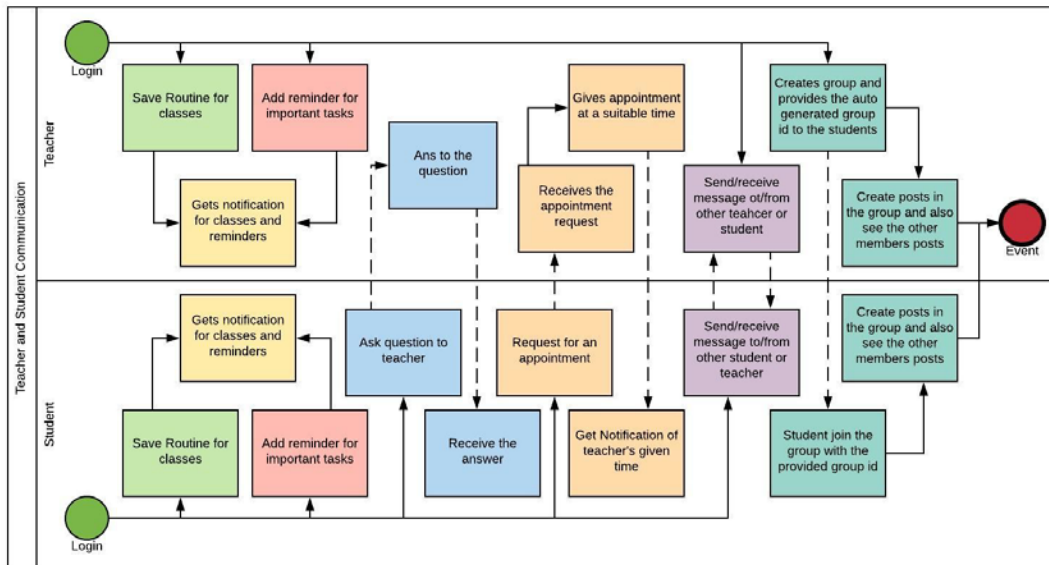 Teacher and Student Communication
Teacher
Login
Save Routine for
classes
Add reminder for
important tasks
Gets notification
for classes and
reminders
Ans to the
question
Gives appointment
at a suitable time
Receives the
appointment
request
Send/receive
message ot/from
other teahcer or
student
Creates group and
provides the auto
generated group
id to the students
Create posts in
the group and also
see the other
members posts
Event
Student
Gets notification
for classes and
reminders
Ask question to
teacher
Request for an
appointment
Send/receive
message to/from
other student or
teacher
Create posts in
the group and also
see the other
members posts
Save Routine for
classes
Add reminder for
important tasks
Receive the
answer
Get Notification of
teacher's given
time
Student join the
group with the
provided group id
Login